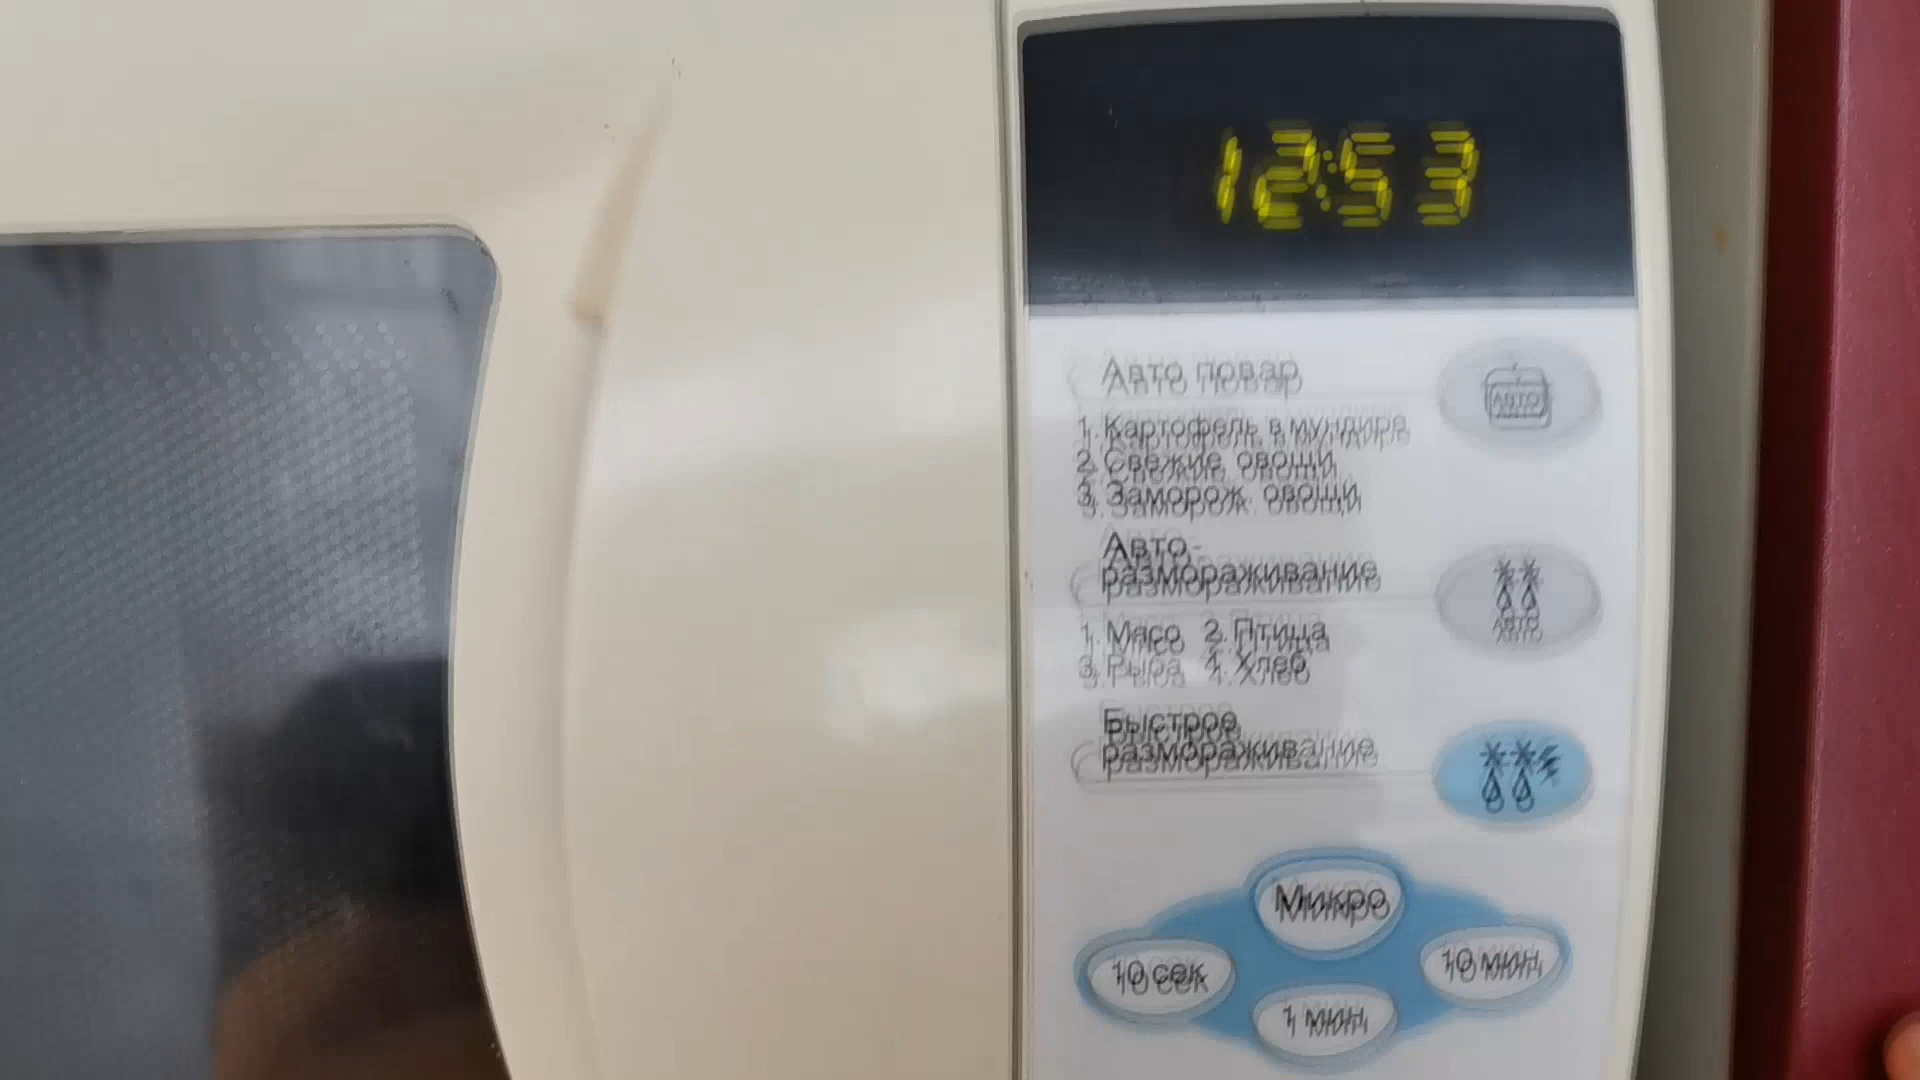 12:53
Авто повар
АВТО
1. Картофель в мундире
2. Свежие овощи
3. Заморож. овощи
Авто-
размораживание
АВТО
1. Мясо 2. Птица
3. Рыба 4. Хлеб
Быстрое
размораживание
Микро
10 сек
10 мин
1 мин